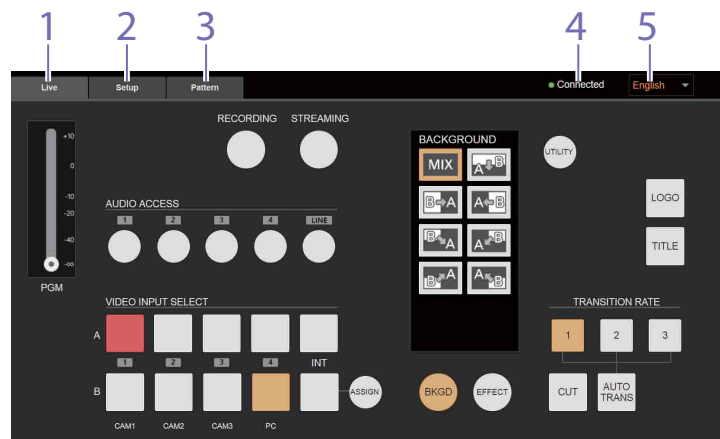 1 2 3 4 5
Live Setup Pattern Connected English
RECORDING STREAMING
+10
0
-10
-20
-40
-∞
PGM
AUDIO ACCESS
1 2 3 4 LINE
VIDEO INPUT SELECT
A
1 2 3 4 INT
B
ASSIGN
CAM1 CAM2 CAM3 PC
BACKGROUND
MIX A B
B A A B
B A A B
B A A B
BKGD EFFECT
UTILITY
LOGO
TITLE
TRANSITION RATE
1 2 3
CUT AUTO
TRANS